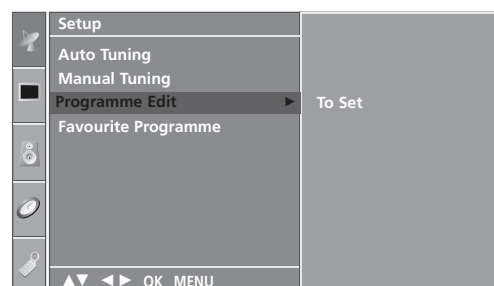 Setup
Auto Tuning
Manual Tuning
Programme Edit ►
To Set
Favourite Programme
▲▼ ◄► OK MENU